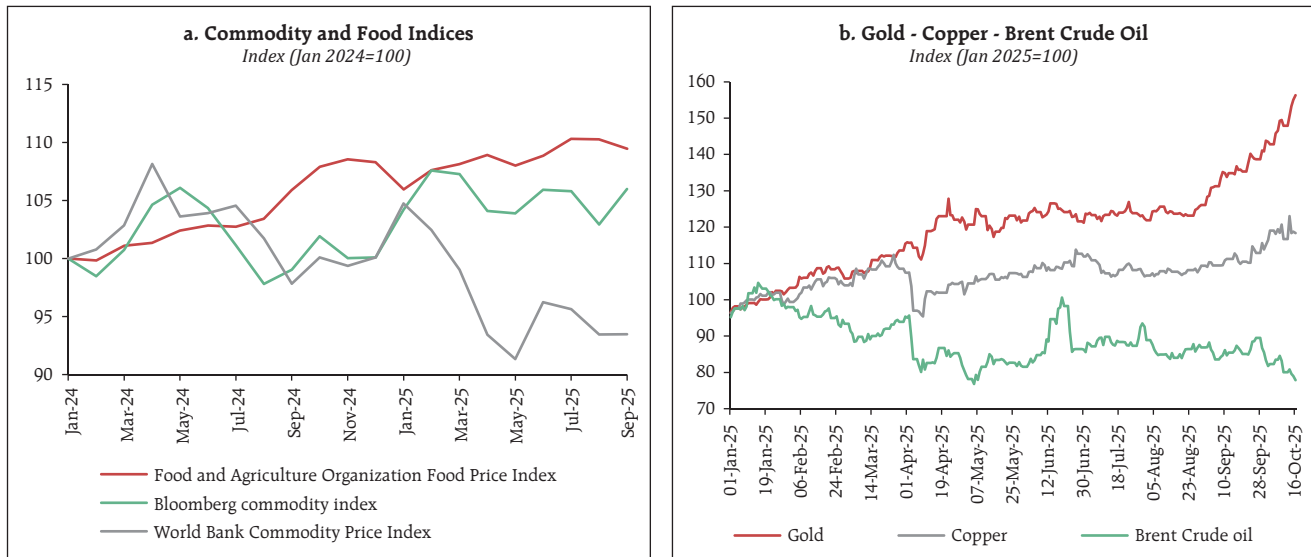 a. Commodity and Food Indices
Index (Jan 2024=100)
115
110
105
100
95
90
Jan-24
Mar-24
May-24
Jul-24
Sep-24
Nov-24
Jan-25
Mar-25
May-25
Jul-25
Sep-25
Food and Agriculture Organization Food Price Index
Bloomberg commodity index
World Bank Commodity Price Index
b. Gold - Copper - Brent Crude Oil
Index (Jan 2025=100)
160
150
140
130
120
110
100
90
80
70
01-Jan-25
19-Jan-25
06-Feb-25
24-Feb-25
14-Mar-25
01-Apr-25
19-Apr-25
07-May-25
25-May-25
12-Jun-25
30-Jun-25
18-Jul-25
05-Aug-25
23-Aug-25
10-Sep-25
28-Sep-25
16-Oct-25
Gold Copper Brent Crude oil